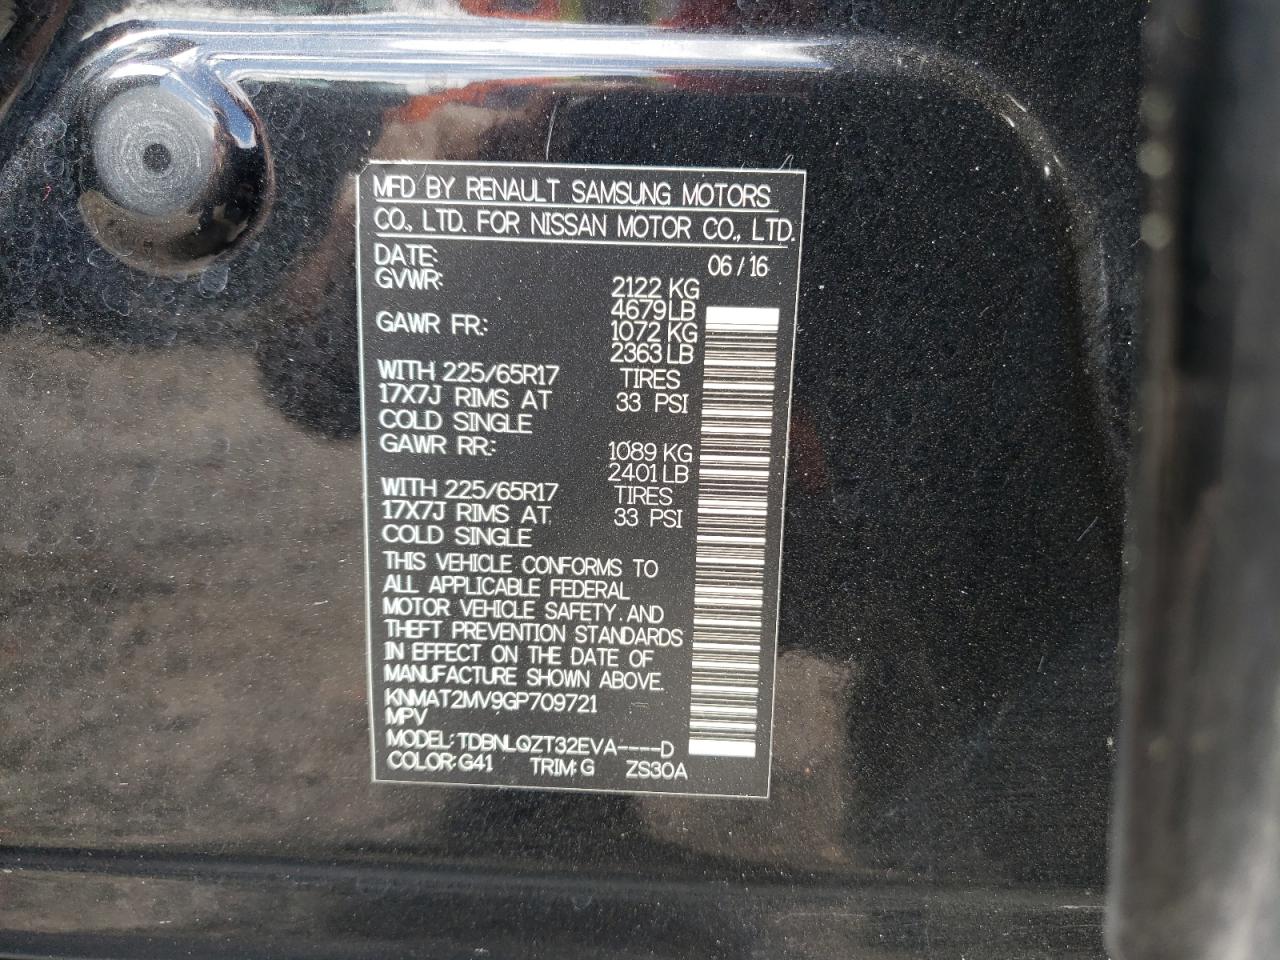 MFD BY RENAULT SAMSUNG MOTORS
CO., LTD. FOR NISSAN MOTOR CO., LTD.
DATE: 06/16
GVWR: 2122 KG
4679 LB
GAWR FR: 1072 KG
2363 LB
WITH 225/65R17 TIRES
17X7J RIMS AT 33 PSI
COLD SINGLE
GAWR RR: 1089 KG
2401 LB
WITH 225/65R17 TIRES
17X7J RIMS AT 33 PSI
COLD SINGLE
THIS VEHICLE CONFORMS TO
ALL APPLICABLE FEDERAL
MOTOR VEHICLE SAFETY. AND
THEFT PREVENTION STANDARDS
IN EFFECT ON THE DATE OF
MANUFACTURE SHOWN ABOVE.
KNMAT2MV9GP709721
MPV
MODEL: TDBNLQZT32EVA----D
COLOR: G41 TRIM: G ZS30A